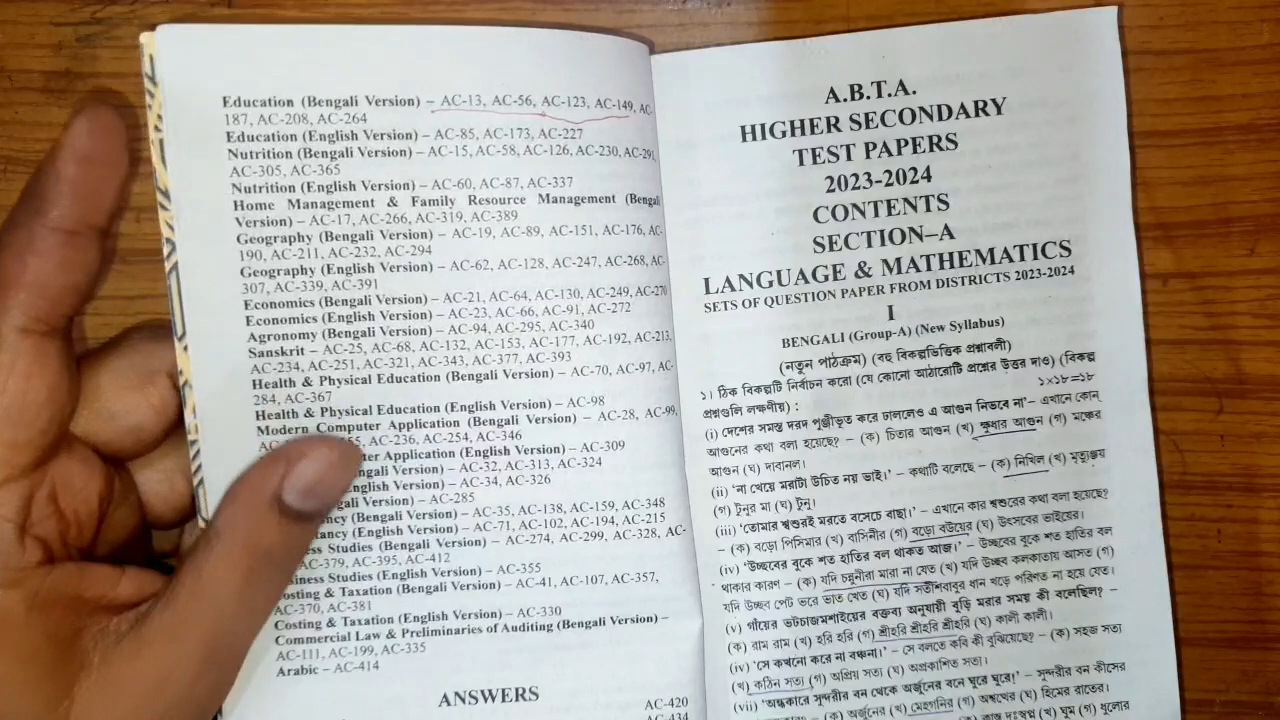 Education (Bengali Version) – AC-13, AC-56, AC-123, AC-149, AC-
187, AC-208, AC-264
Education (English Version) – AC-85, AC-173, AC-227
Nutrition (Bengali Version) – AC-15, AC-58, AC-126, AC-230, AC-291,
AC-305, AC-365
Nutrition (English Version) – AC-60, AC-87, AC-337
Home Management & Family Resource Management (Bengali
Version) – AC-17, AC-266, AC-319, AC-389
Geography (Bengali Version) – AC-19, AC-89, AC-151, AC-176, AC-
190, AC-211, AC-232, AC-294
Geography (English Version) – AC-62, AC-128, AC-247, AC-268, AC-
307, AC-339, AC-391
Economics (Bengali Version) – AC-21, AC-64, AC-130, AC-249, AC-270
Economics (English Version) – AC-23, AC-66, AC-91, AC-272
Agronomy (Bengali Version) – AC-94, AC-295, AC-340
Sanskrit – AC-25, AC-68, AC-132, AC-153, AC-177, AC-192, AC-213,
AC-234, AC-251, AC-321, AC-343, AC-377, AC-393
Health & Physical Education (Bengali Version) – AC-70, AC-97, AC-
284, AC-367
Health & Physical Education (English Version) – AC-98
Modern Computer Application (Bengali Version) – AC-28, AC-99,
AC-236, AC-254, AC-346
Application (English Version) – AC-309
Version) – AC-32, AC-313, AC-324
Version) – AC-34, AC-326
Version) – AC-285
(Bengali Version) – AC-35, AC-138, AC-159, AC-348
(English Version) – AC-71, AC-102, AC-194, AC-215
Studies (Bengali Version) – AC-274, AC-299, AC-328, AC-
379, AC-395, AC-412
Studies (English Version) – AC-355
Costing & Taxation (Bengali Version) – AC-41, AC-107, AC-357,
AC-370, AC-381
Costing & Taxation (English Version) – AC-330
Commercial Law & Preliminaries of Auditing (Bengali Version) –
AC-111, AC-199, AC-335
Arabic – AC-414
ANSWERS
AC-420
A.B.T.A.
HIGHER SECONDARY
TEST PAPERS
2023-2024
CONTENTS
SECTION–A
LANGUAGE & MATHEMATICS
SETS OF QUESTION PAPER FROM DISTRICTS 2023-2024
I
BENGALI (Group-A) (New Syllabus)
(নতুন পাঠক্রম) (বহু বিকল্পভিত্তিক প্রশ্নাবলী)
১। ঠিক বিকল্পটি নির্বাচন করো (যে কোনো আঠারোটি প্রশ্নের উত্তর দাও) (বিকল্প
প্রশ্নগুলি লক্ষণীয়) : ১×১৮=১৮
(i) দেশের সমস্ত দরদ পুঞ্জীভূত করে ঢাললেও এ আগুন নিভবে না'– এখানে কোন্
আগুনের কথা বলা হয়েছে? – (ক) চিতার আগুন (খ) ক্ষুধার আগুন (গ) মঞ্চের
আগুন (ঘ) দাবানল।
(ii) 'না খেয়ে মরাটা উচিত নয় ভাই।' – কথাটি বলেছে – (ক) নিখিল (খ) মৃত্যুঞ্জয়
(গ) টুনুর মা (ঘ) টুনু।
(iii) 'তোমার শ্বশুরই মরতে বসেচে বাছা।' – এখানে কার শ্বশুরের কথা বলা হয়েছে?
– (ক) বড়ো পিসিমার (খ) বাসিনীর (গ) বড়ো বউয়ের (ঘ) উৎসবের ভাইয়ের।
(iv) 'উচ্ছবের বুকে শত হাতির বল থাকত আজ।' – উচ্ছবের বুকে শত হাতির বল
থাকার কারণ – (ক) যদি চন্নুনীরা মারা না যেত (খ) যদি উচ্ছব কলকাতায় আসত (গ)
যদি উচ্ছব পেট ভরে ভাত খেত (ঘ) যদি সতীশবাবুর ধান খড়ে পরিণত না হয়ে যেত।
(v) গাঁয়ের ভটচাজমশাইয়ের বক্তব্য অনুযায়ী বুড়ি মরার সময় কী বলেছিল? –
(ক) রাম রাম (খ) হরি হরি (গ) শ্রীহরি শ্রীহরি শ্রীহরি (ঘ) কালী কালী।
(iv) 'সে কখনো করে না বঞ্চনা।' – সে বলতে কবি কী বুঝিয়েছেন? – (ক) সহজ সত্য
(খ) কঠিন সত্য (গ) অপ্রিয় সত্য (ঘ) অপ্রকাশিত সত্য।
(vii) 'অন্ধকারে সুন্দরীর বন থেকে অর্জুনের বনে ঘুরে ঘুরে।' – সুন্দরীর বন কীসের
(ক) অর্জুনের (খ) মেহগনির (গ) অশ্বত্থের (ঘ) হিমের রাতের।
(খ) ঘুম (গ) ধুলোর